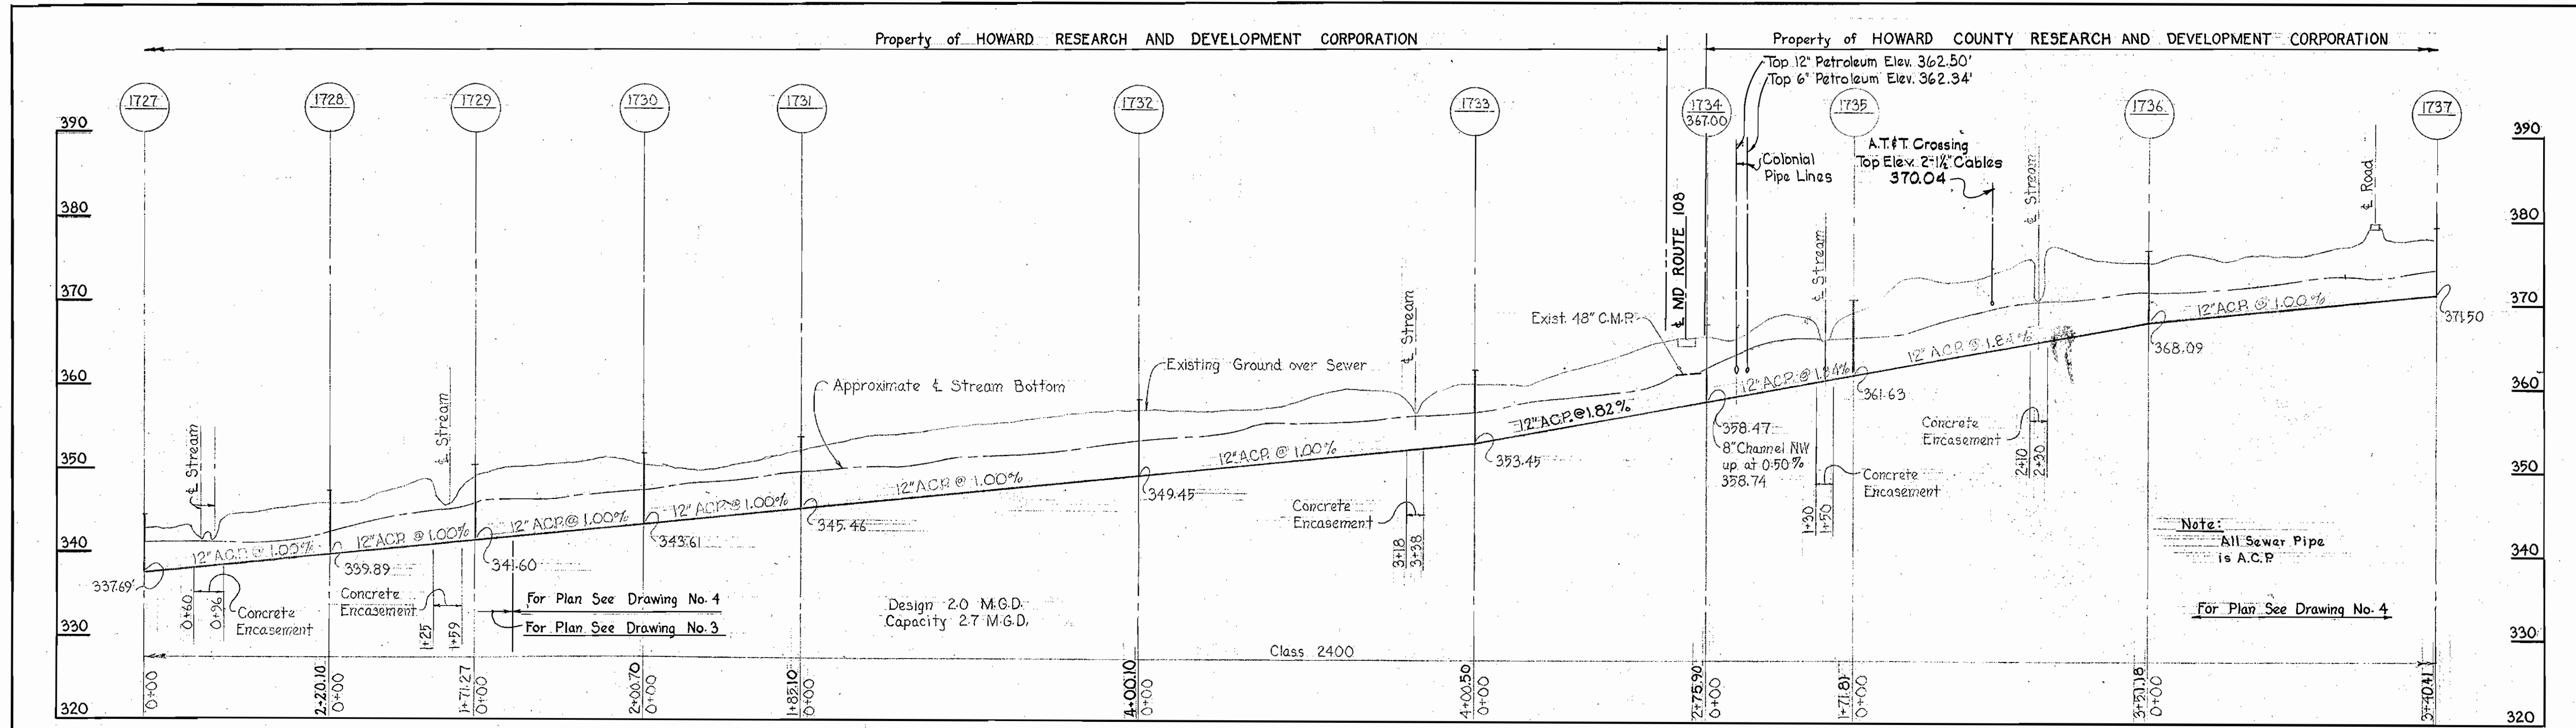 Property of HOWARD RESEARCH AND DEVELOPMENT CORPORATION
Property of HOWARD COUNTY RESEARCH AND DEVELOPMENT CORPORATION
Top 12" Petroleum Elev. 362.50'
Top 6" Petroleum Elev. 362.34'
1727
1728
1729
1730
1731
1732
1733
1734
367.00
1735
1736
1737
390
390
Colonial
Pipe Lines
A.T.&T. Crossing
Top Elev. 2-1½" Cables
370.04
℄ Stream
℄ Road
380
380
℄ MD ROUTE 108
℄ Stream
℄ Stream
370
370
Exist. 48" C.M.P.
12" A.C.P. @ 1.00%
371.50
368.09
12" A.C.P. @ 1.84%
Existing Ground over Sewer
Approximate ℄ Stream Bottom
360
360
12" A.C.P. @ 1.84%
361.63
12" A.C.P. @ 1.82%
℄ Stream
℄ Stream
358.47
8" Channel NW
up at 0.50%
358.74
Concrete
Encasement
2+10
2+30
350
350
12" A.C.P. @ 1.00%
353.45
12" A.C.P. @ 1.00%
349.45
Concrete
Encasement
1+30
1+50
Concrete
Encasement
3+18
3+38
12" A.C.P. @ 1.00%
345.46
12" A.C.P. @ 1.00%
343.61
12" A.C.P. @ 1.00%
341.60
12" A.C.P. @ 1.00%
339.89
340
340
337.69'
Note:
All Sewer Pipe
is A.C.P.
0+60
0+96
Concrete
Encasement
Concrete
Encasement
1+25
1+59
For Plan See Drawing No. 4
For Plan See Drawing No. 3
Design 2.0 M.G.D.
Capacity 2.7 M.G.D.
For Plan See Drawing No. 4
330
330
Class 2400
0+00
2+20.10
0+00
1+71.27
0+00
2+00.70
0+00
1+85.10
0+00
4+00.10
0+00
4+00.50
0+00
2+75.90
0+00
1+71.81
0+00
3+51.18
0+00
3+40.41
320
320